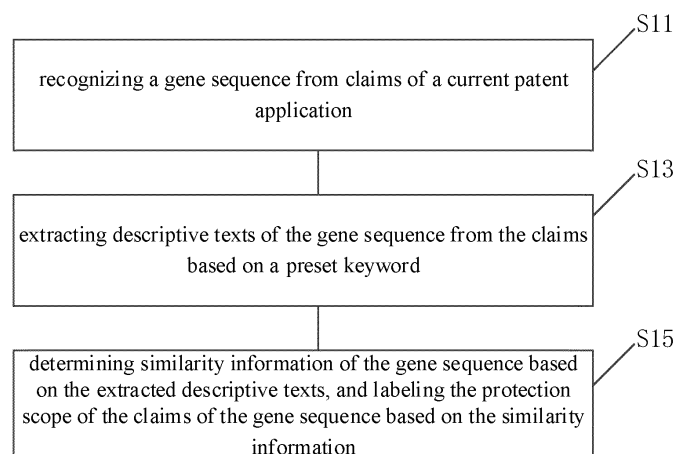 S11
recognizing a gene sequence from claims of a current patent
application
S13
extracting descriptive texts of the gene sequence from the claims
based on a preset keyword
S15
determining similarity information of the gene sequence based
on the extracted descriptive texts, and labeling the protection
scope of the claims of the gene sequence based on the similarity
information